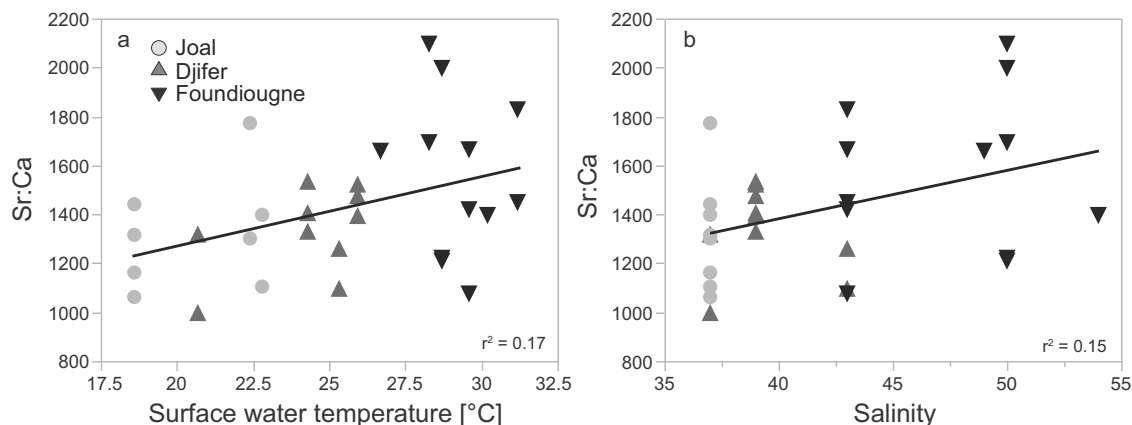 a
Joal
Djifer
Foundiougne
2200
2000
1800
1600
1400
1200
1000
800
Sr:Ca
r² = 0.17
17.5 20 22.5 25 27.5 30 32.5
Surface water temperature [°C]
b
2200
2000
1800
1600
1400
1200
1000
800
Sr:Ca
r² = 0.15
35 40 45 50 55
Salinity